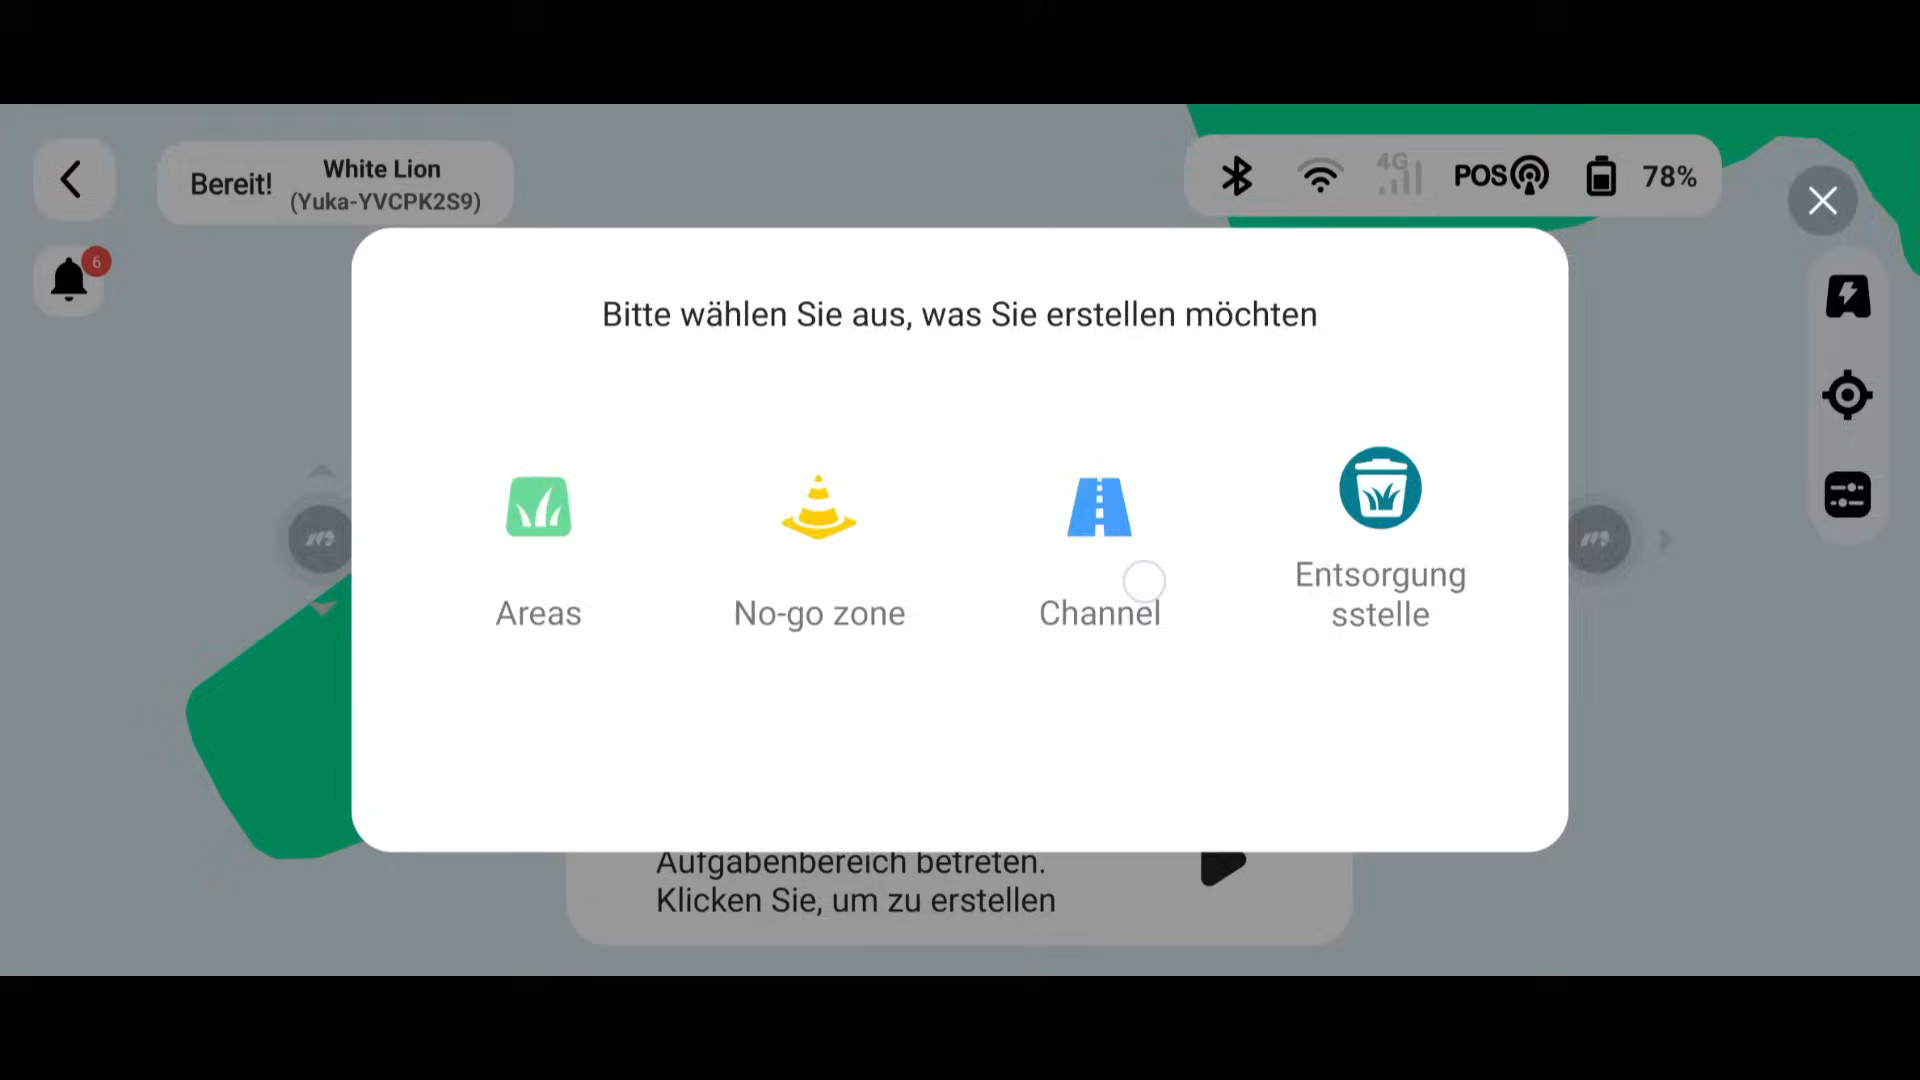 Bereit!
White Lion
(Yuka-YVCPK2S9)
4G
POS
78%
6
Bitte wählen Sie aus, was Sie erstellen möchten
Areas
No-go zone
Channel
Entsorgung
sstelle
Aufgabenbereich betreten.
Klicken Sie, um zu erstellen